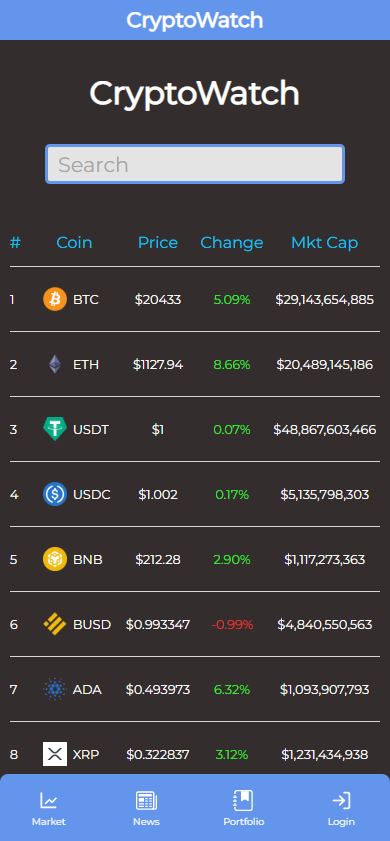 CryptoWatch
CryptoWatch
Search
# Coin Price Change Mkt Cap
1 BTC $20433 5.09% $29,143,654,885
2 ETH $1127.94 8.66% $20,489,145,186
3 USDT $1 0.07% $48,867,603,466
4 USDC $1.002 0.17% $5,135,798,303
5 BNB $212.28 2.90% $1,117,273,363
6 BUSD $0.993347 -0.99% $4,840,550,563
7 ADA $0.493973 6.32% $1,093,907,793
8 XRP $0.322837 3.12% $1,231,434,938
Market News Portfolio Login